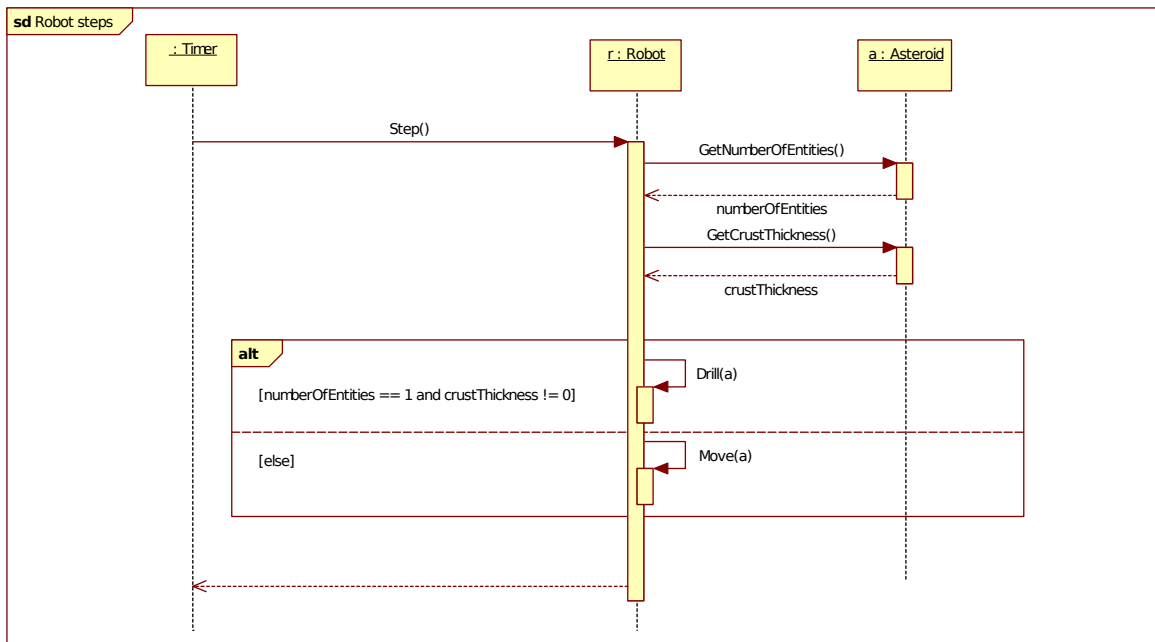 sd Robot steps
: Timer
r : Robot
a : Asteroid
Step()
GetNumberOfEntities()
numberOfEntities
GetCrustThickness()
crustThickness
alt
Drill(a)
[numberOfEntities == 1 and crustThickness != 0]
Move(a)
[else]